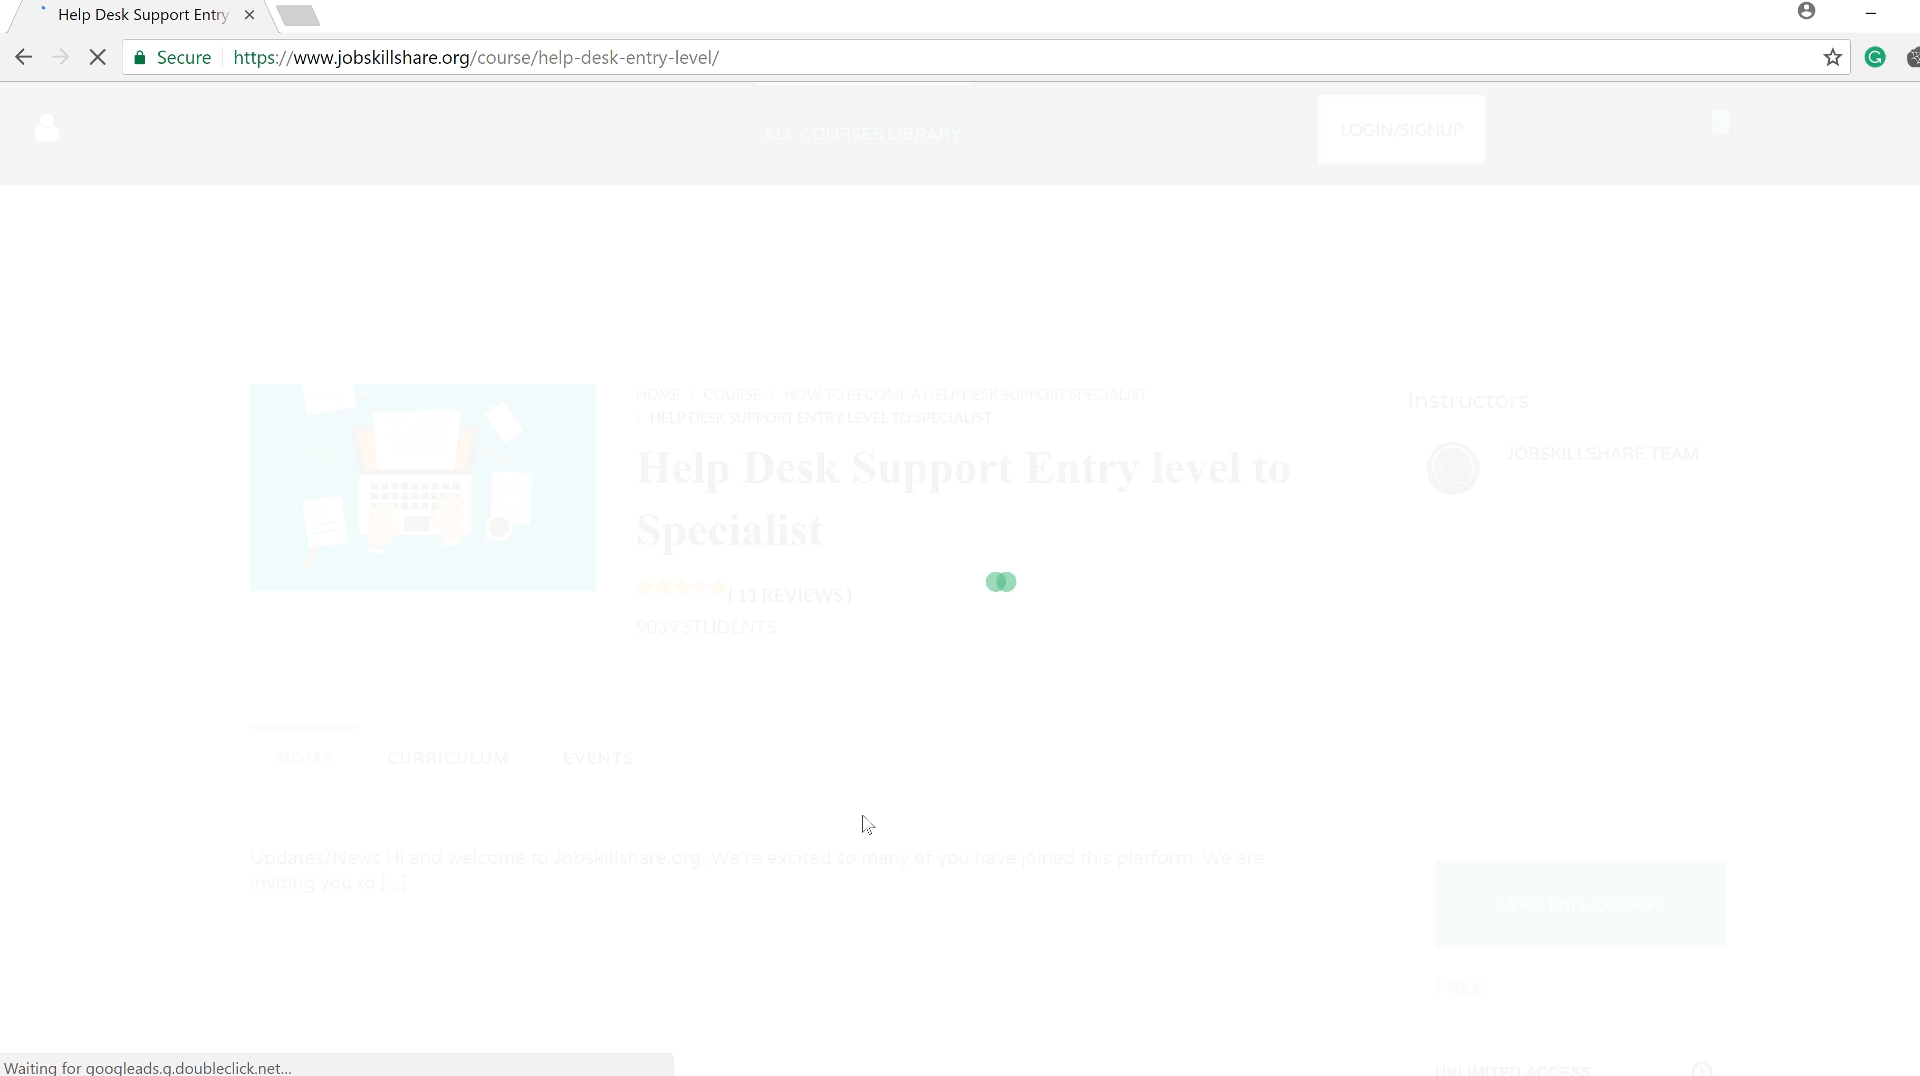 Help Desk Support Entry
Secure https://www.jobskillshare.org/course/help-desk-entry-level/
ALL COURSES LIBRARY
LOGIN/SIGNUP
HOME / COURSE / HOW TO BECOME A HELP DESK SUPPORT SPECIALIST
/ HELP DESK SUPPORT ENTRY LEVEL TO SPECIALIST
Help Desk Support Entry level to
Specialist
( 11 REVIEWS )
9039 STUDENTS
Instructors
JOBSKILLSHARE TEAM
HOME CURRICULUM EVENTS
Updates/News Hi and welcome to Jobskillshare.org, We're excited so many of you have joined this platform. We are
inviting you to [...]
TAKE THIS COURSE
FREE
UNLIMITED ACCESS
Waiting for googleads.g.doubleclick.net...